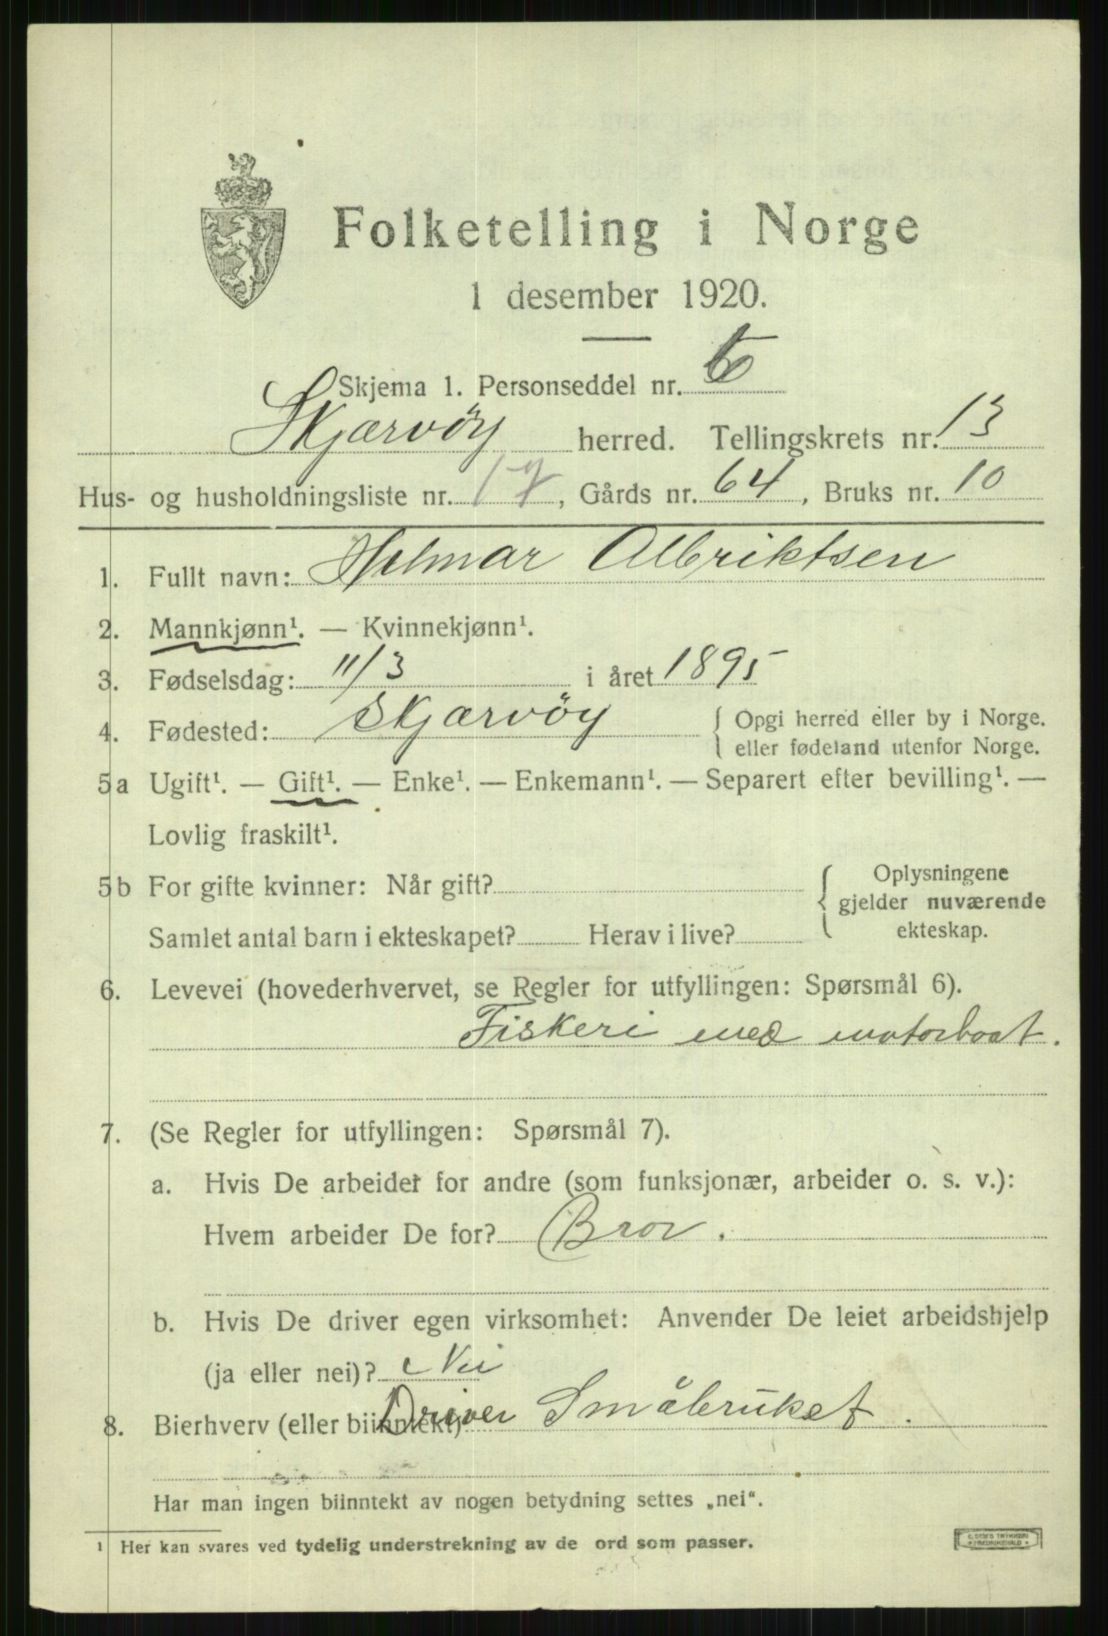 Folketelling i Norge
1 desember 1920.
Skjema 1. Personseddel nr. 6
Skjærvöy herred. Tellingskrets nr. 13
Hus- og husholdningsliste nr. 17, Gårds nr. 64, Bruks nr. 10
1. Fullt navn: Helmar Albriktsen
2. Mannkjønn¹. — Kvinnekjønn¹.
3. Fødselsdag: 11/3 i året 1895
4. Fødested: Skjærvöy { Opgi herred eller by i Norge.
eller fødeland utenfor Norge.
5a Ugift¹. — Gift¹. — Enke¹. — Enkemann¹. — Separert efter bevilling¹. —
Lovlig fraskilt¹.
5b For gifte kvinner: Når gift? { Oplysningene
gjelder nuværende
Samlet antal barn i ekteskapet? Herav i live? ekteskap.
6. Levevei (hovederhvervet, se Regler for utfyllingen: Spørsmål 6).
Fiskeri med motorbaat.
7. (Se Regler for utfyllingen: Spørsmål 7).
a. Hvis De arbeider for andre (som funksjonær, arbeider o. s. v.):
Hvem arbeider De for? Bror.
b. Hvis De driver egen virksomhet: Anvender De leiet arbeidshjelp
(ja eller nei)? Nei
8. Bierhverv (eller biinntekt) Driver Småbruket.
Har man ingen biinntekt av nogen betydning settes „nei“.
¹ Her kan svares ved tydelig understrekning av de ord som passer.